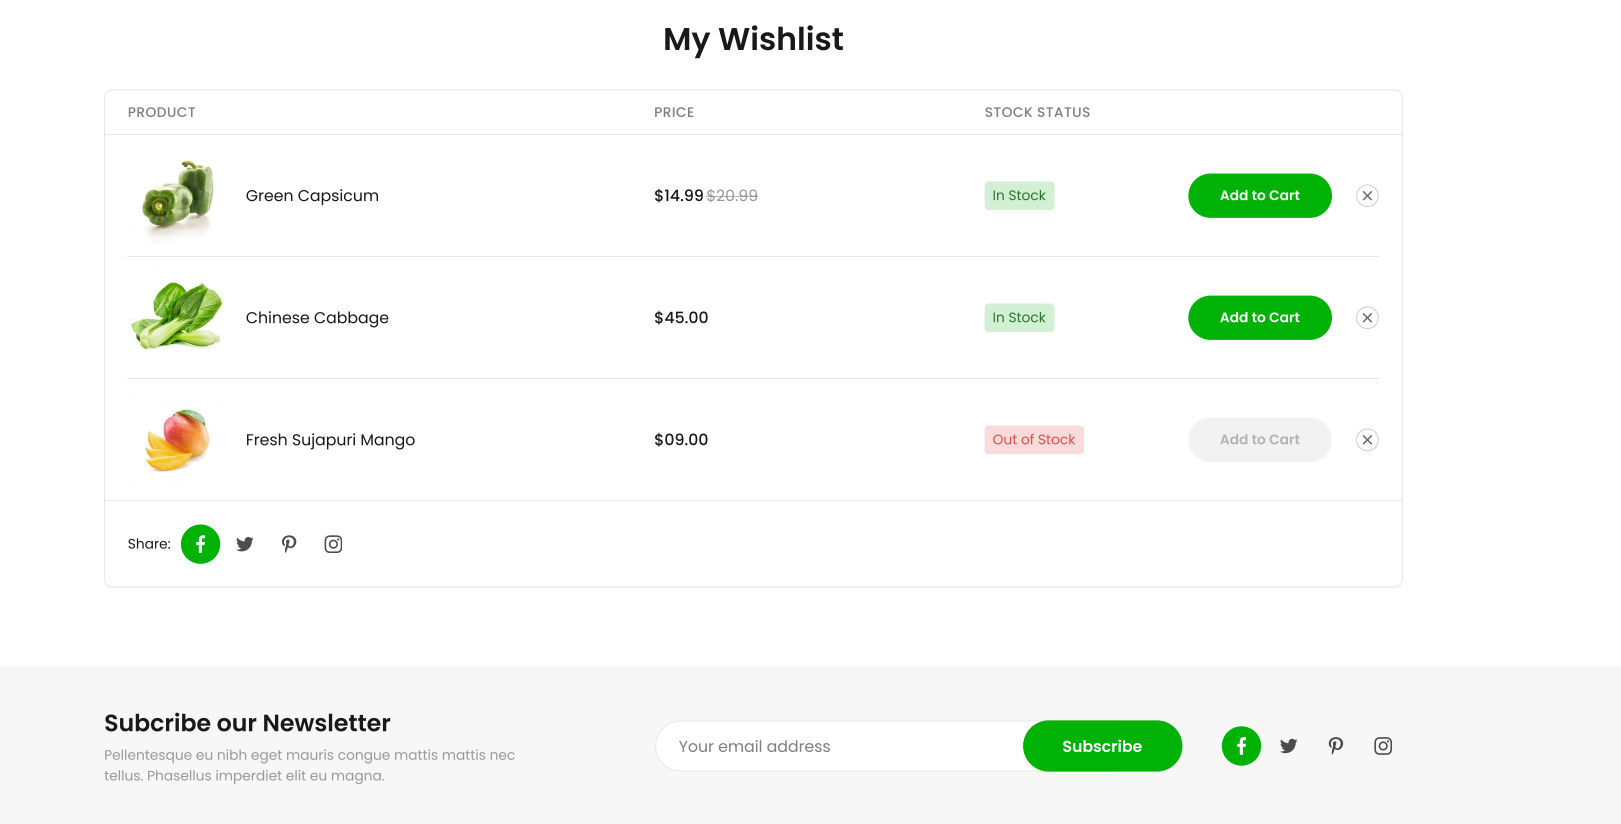 My Wishlist
PRODUCT PRICE STOCK STATUS
Green Capsicum $14.99 $20.99 In Stock Add to Cart
Chinese Cabbage $45.00 In Stock Add to Cart
Fresh Sujapuri Mango $09.00 Out of Stock Add to Cart
Share:
Subcribe our Newsletter
Pellentesque eu nibh eget mauris congue mattis mattis nec
tellus. Phasellus imperdiet elit eu magna.
Your email address Subscribe